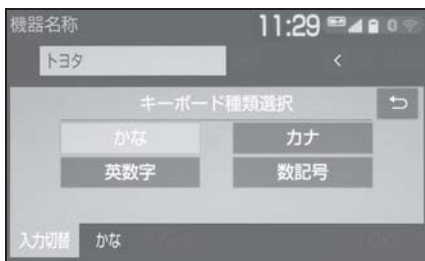 機器名称 11:29 0
トヨタ <
キーボード種類選択
かな カナ
英数字 数記号
入力切替 かな